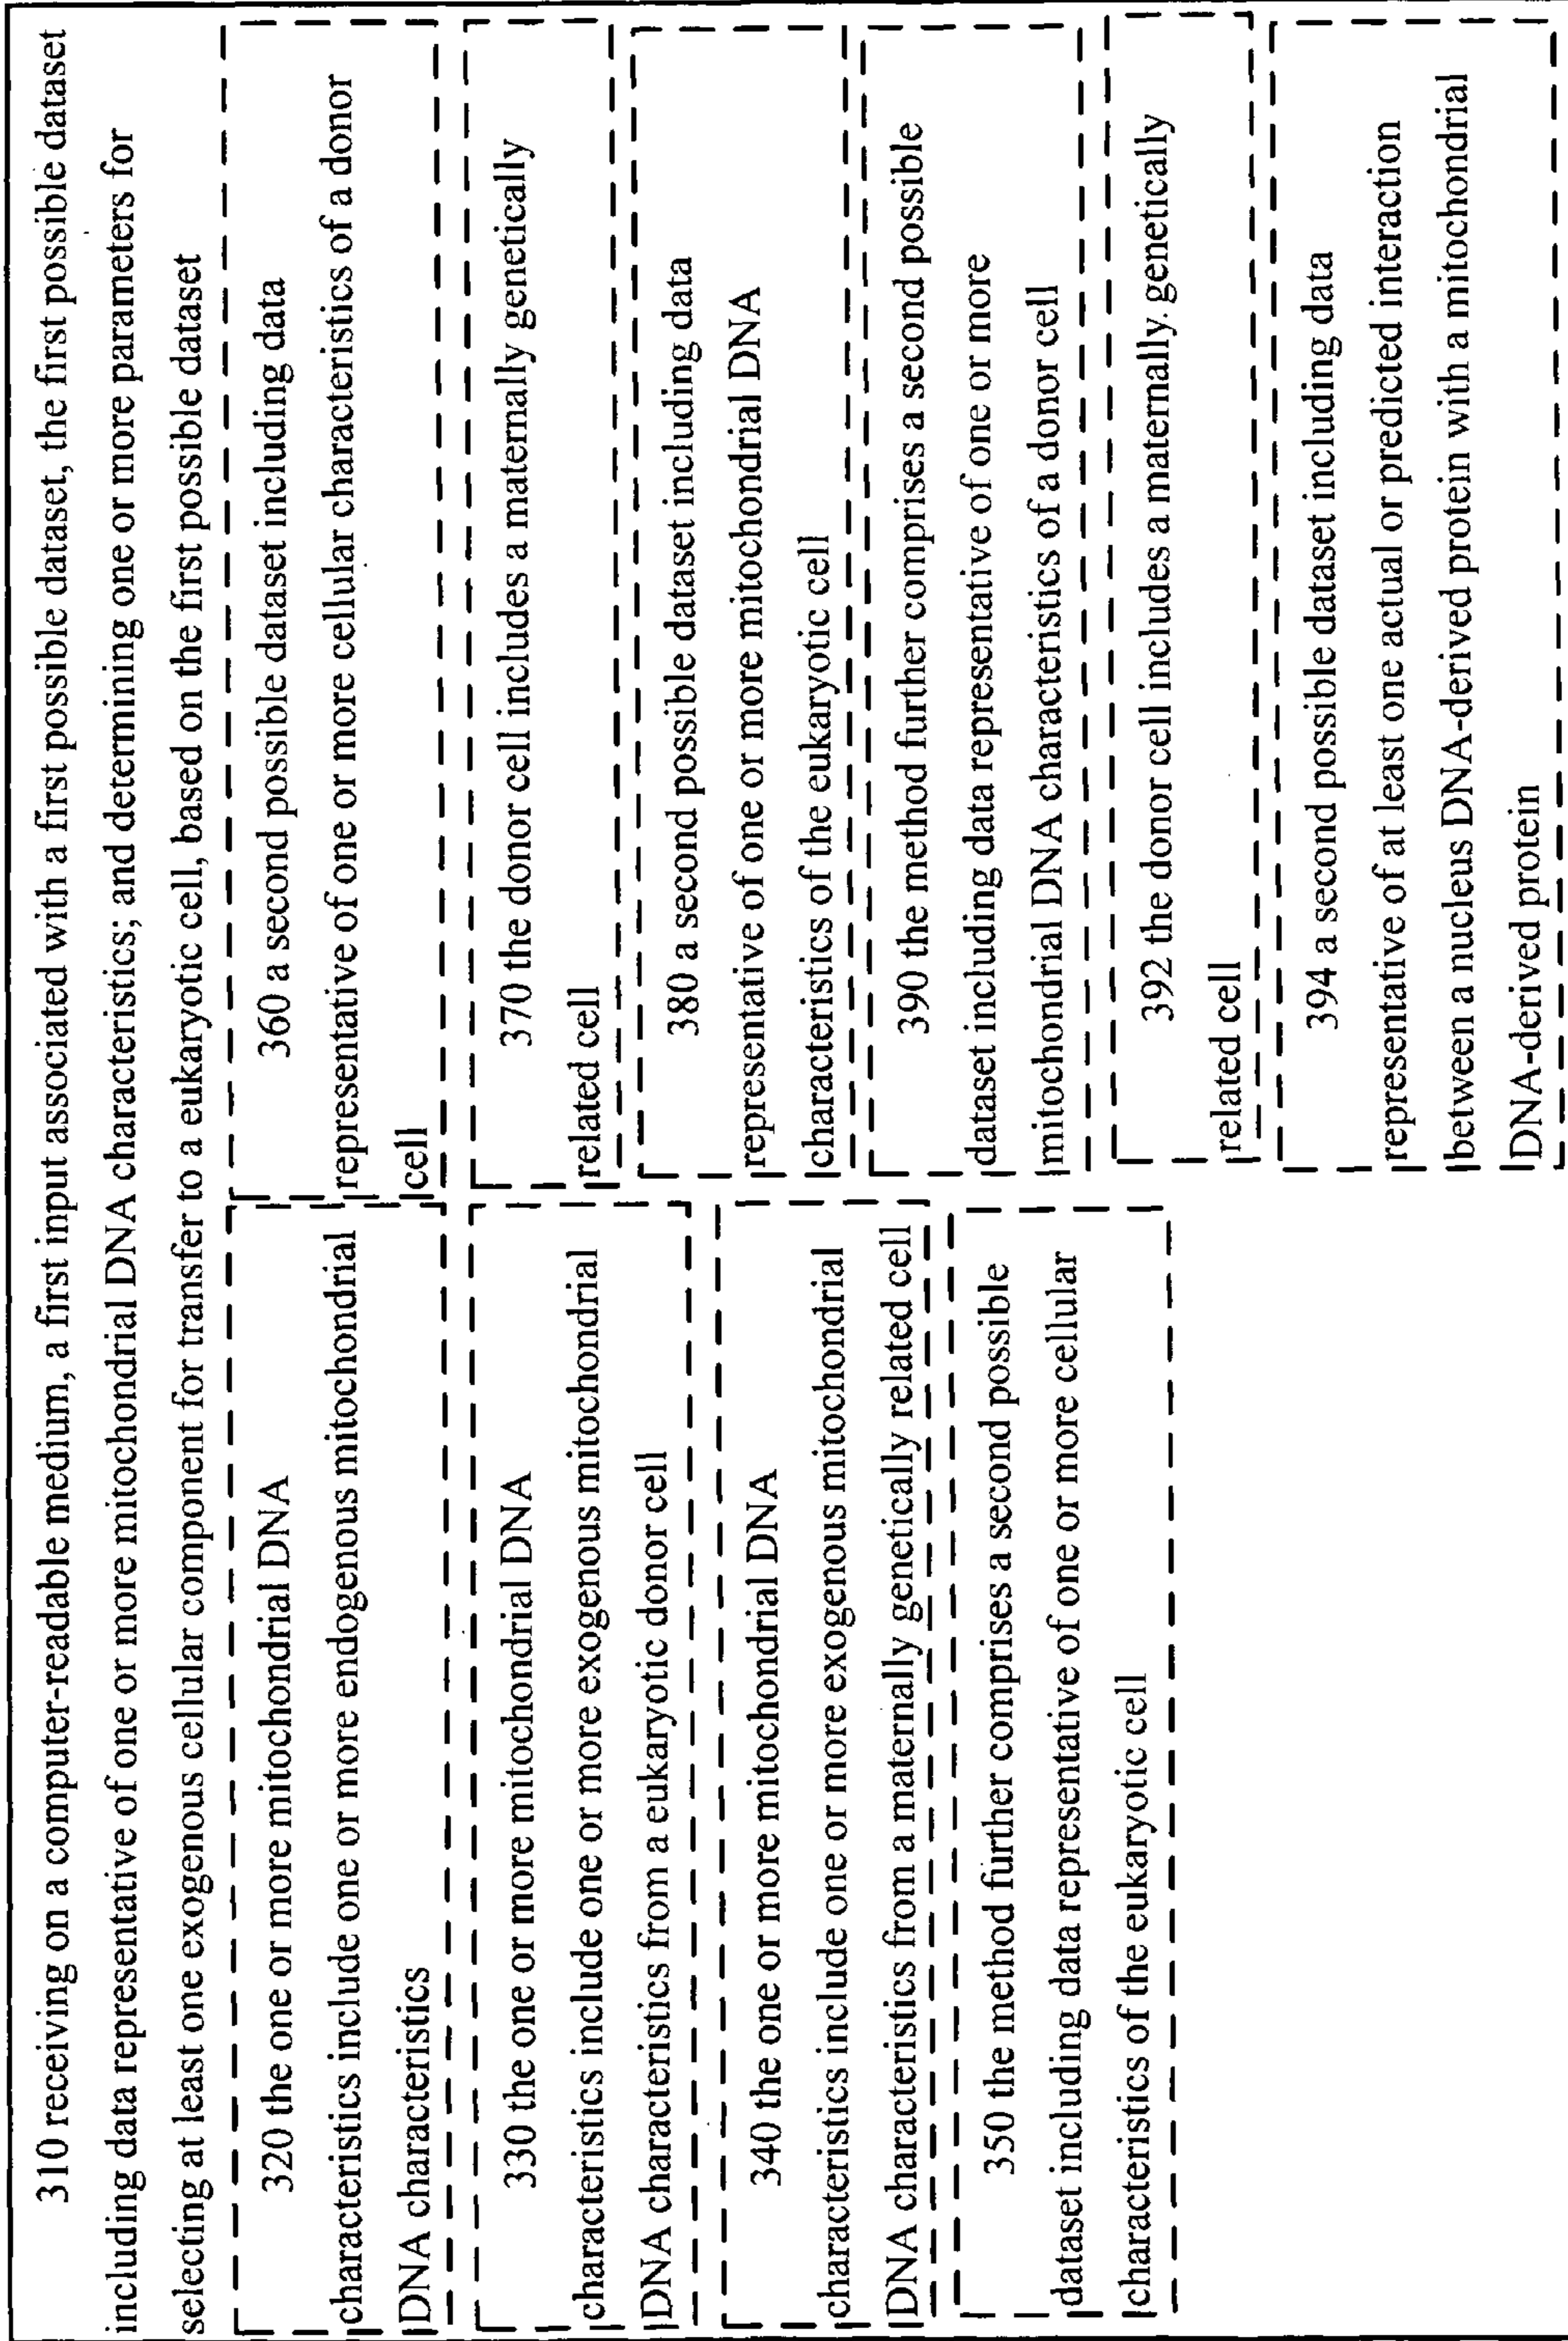 310 receiving on a computer-readable medium, a first input associated with a first possible dataset, the first possible dataset
including data representative of one or more mitochondrial DNA characteristics; and determining one or more parameters for
selecting at least one exogenous cellular component for transfer to a eukaryotic cell, based on the first possible dataset
320 the one or more mitochondrial DNA
characteristics include one or more endogenous mitochondrial
DNA characteristics
330 the one or more mitochondrial DNA
characteristics include one or more exogenous mitochondrial
DNA characteristics from a eukaryotic donor cell
340 the one or more mitochondrial DNA
characteristics include one or more exogenous mitochondrial
DNA characteristics from a maternally genetically related cell
350 the method further comprises a second possible
dataset including data representative of one or more cellular
characteristics of the eukaryotic cell
360 a second possible dataset including data
representative of one or more cellular characteristics of a donor
cell
370 the donor cell includes a maternally genetically
related cell
380 a second possible dataset including data
representative of one or more mitochondrial DNA
characteristics of the eukaryotic cell
390 the method further comprises a second possible
dataset including data representative of one or more
mitochondrial DNA characteristics of a donor cell
392 the donor cell includes a maternally genetically
related cell
394 a second possible dataset including data
representative of at least one actual or predicted interaction
between a nucleus DNA-derived protein with a mitochondrial
DNA-derived protein